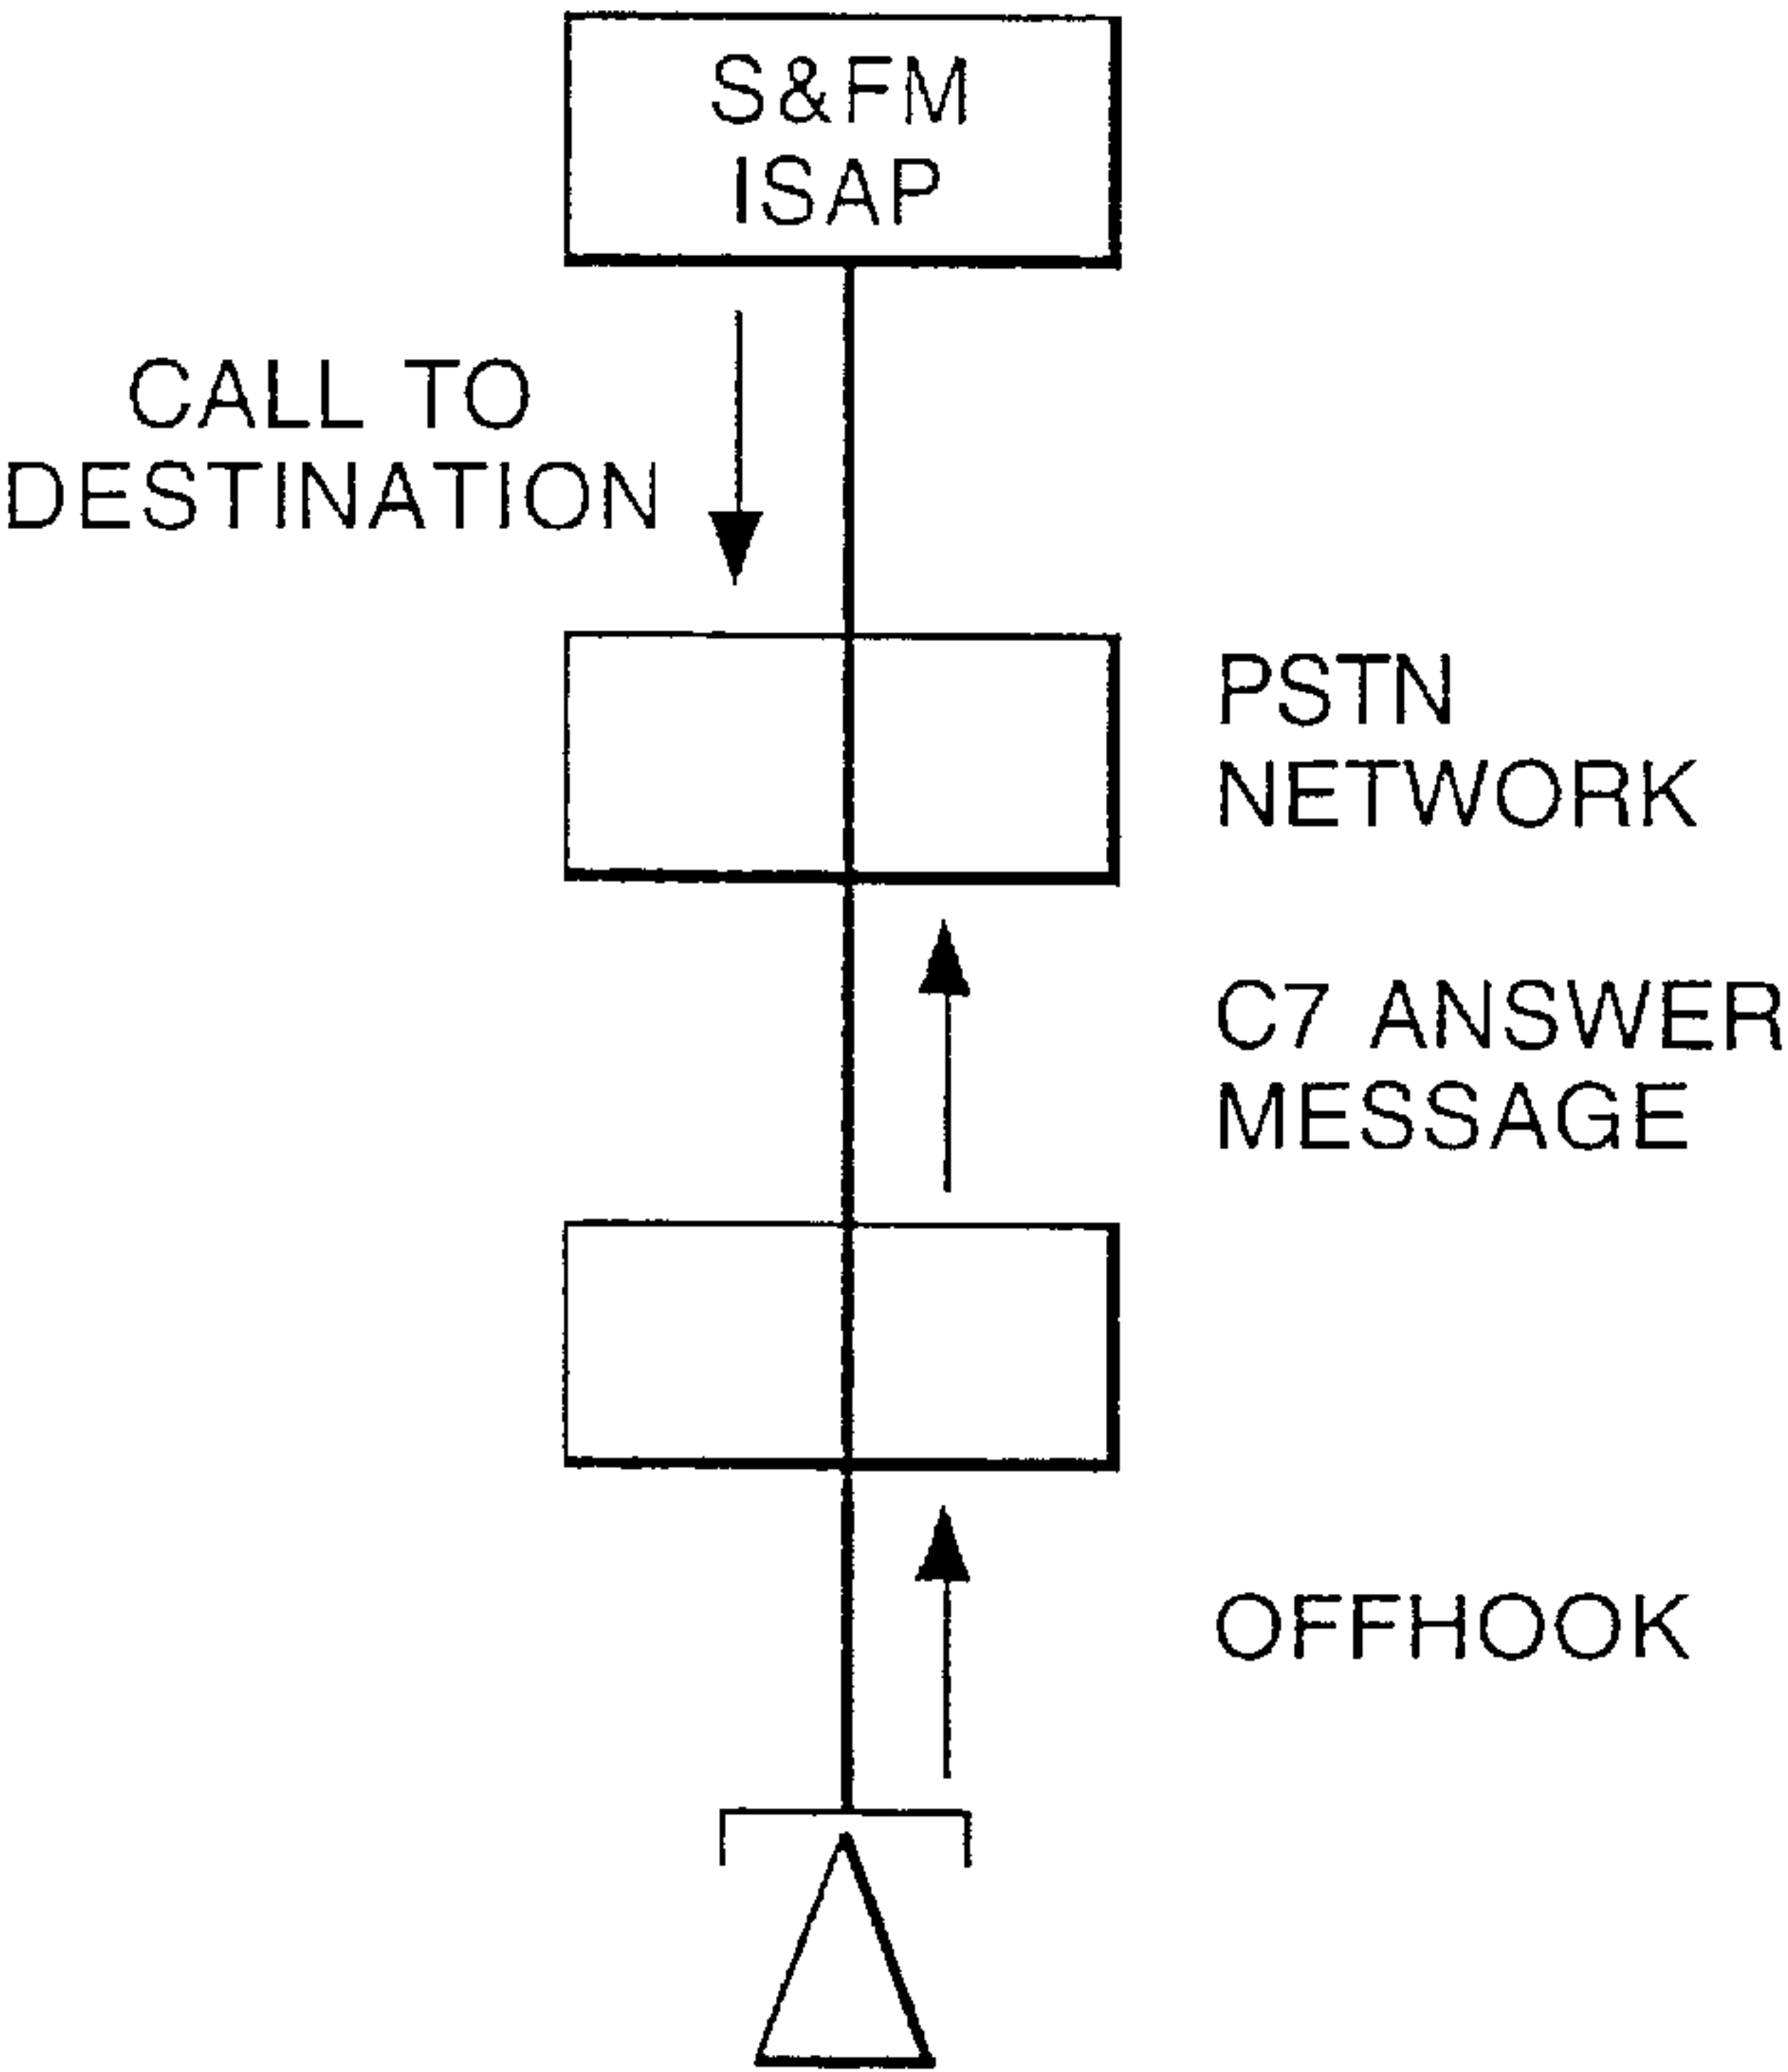 S&FM
ISAP
CALL TO
DESTINATION
PSTN
NETWORK
C7 ANSWER
MESSAGE
OFFHOOK